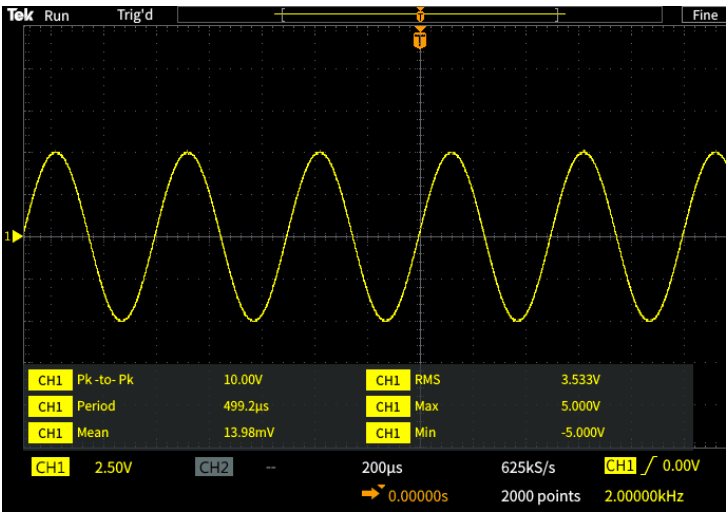 Tek Run Trig'd [ T ] Fine
T
1
CH1 Pk-to-Pk 10.00V CH1 RMS 3.533V
CH1 Period 499.2µs CH1 Max 5.000V
CH1 Mean 13.98mV CH1 Min -5.000V
CH1 2.50V CH2 -- 200µs 625kS/s CH1 0.00V
0.00000s 2000 points 2.00000kHz